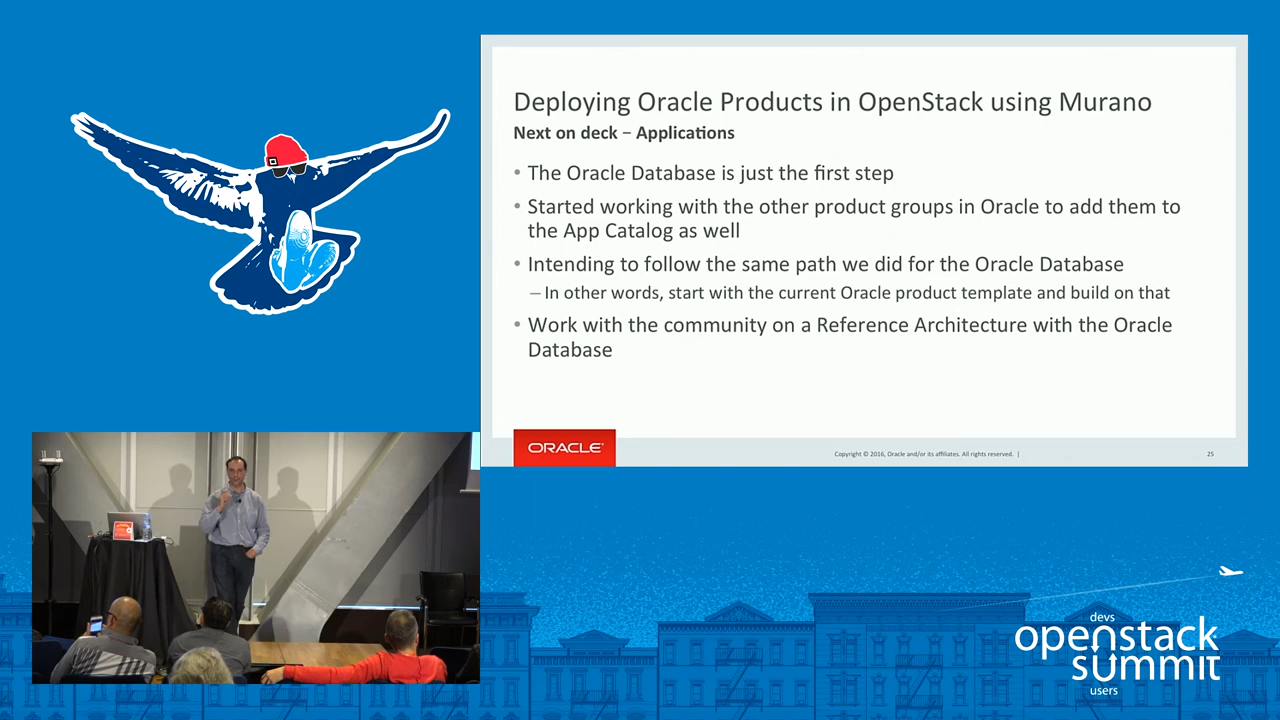 Deploying Oracle Products in OpenStack using Murano
Next on deck – Applications
• The Oracle Database is just the first step
• Started working with the other product groups in Oracle to add them to
the App Catalog as well
• Intending to follow the same path we did for the Oracle Database
– In other words, start with the current Oracle product template and build on that
• Work with the community on a Reference Architecture with the Oracle
Database
ORACLE®
Copyright © 2016, Oracle and/or its affiliates. All rights reserved. |
25
devs
openstack
summit
users